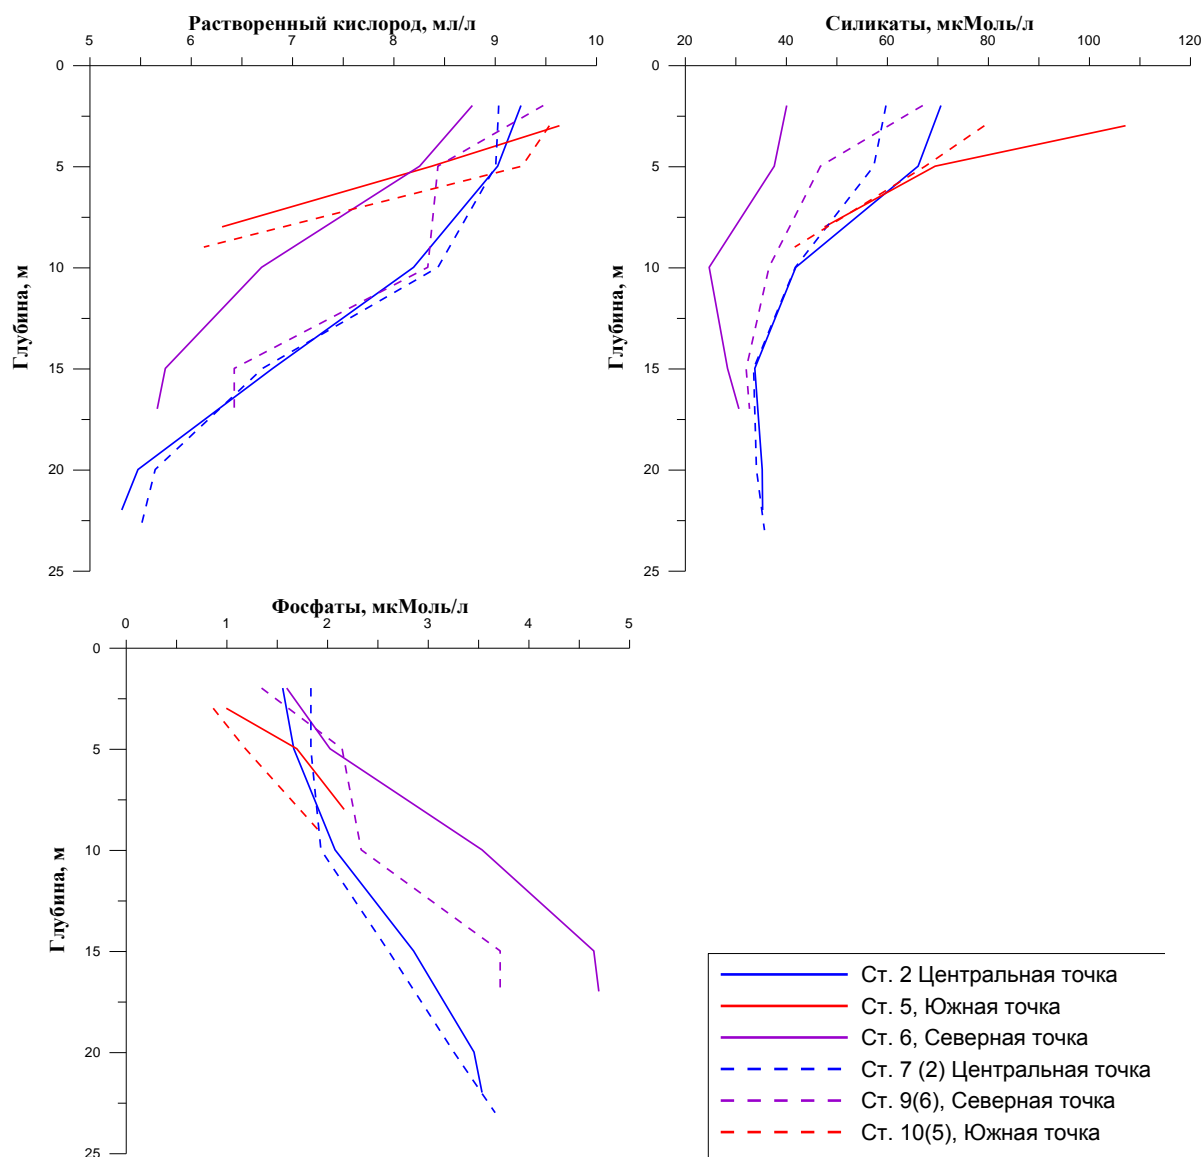 Растворенный кислород, мл/л
5 6 7 8 9 10
0
5
10
15
20
25
Глубина, м
Силикаты, мкМоль/л
20 40 60 80 100 120
0
5
10
15
20
25
Глубина, м
Фосфаты, мкМоль/л
0 1 2 3 4 5
0
5
10
15
20
25
Глубина, м
Ст. 2 Центральная точка
Ст. 5, Южная точка
Ст. 6, Северная точка
Ст. 7 (2) Центральная точка
Ст. 9(6), Северная точка
Ст. 10(5), Южная точка